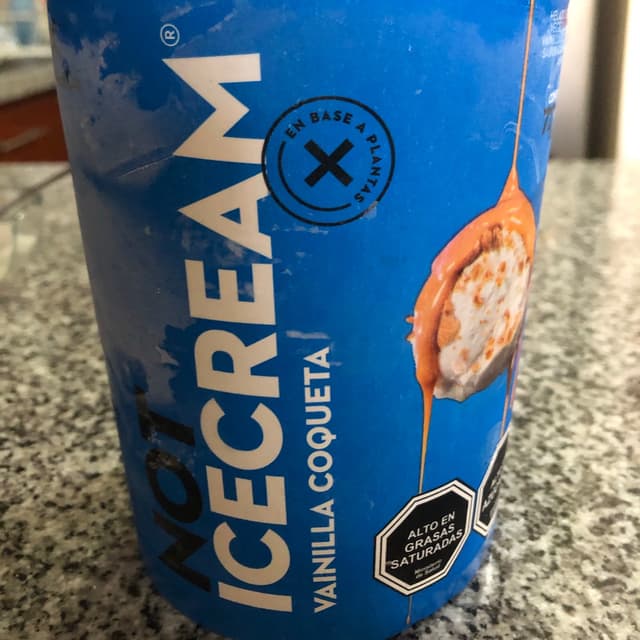 NOT
ICECREAM®
VAINILLA COQUETA
EN BASE A PLANTAS
ALTO EN
GRASAS
SATURADAS